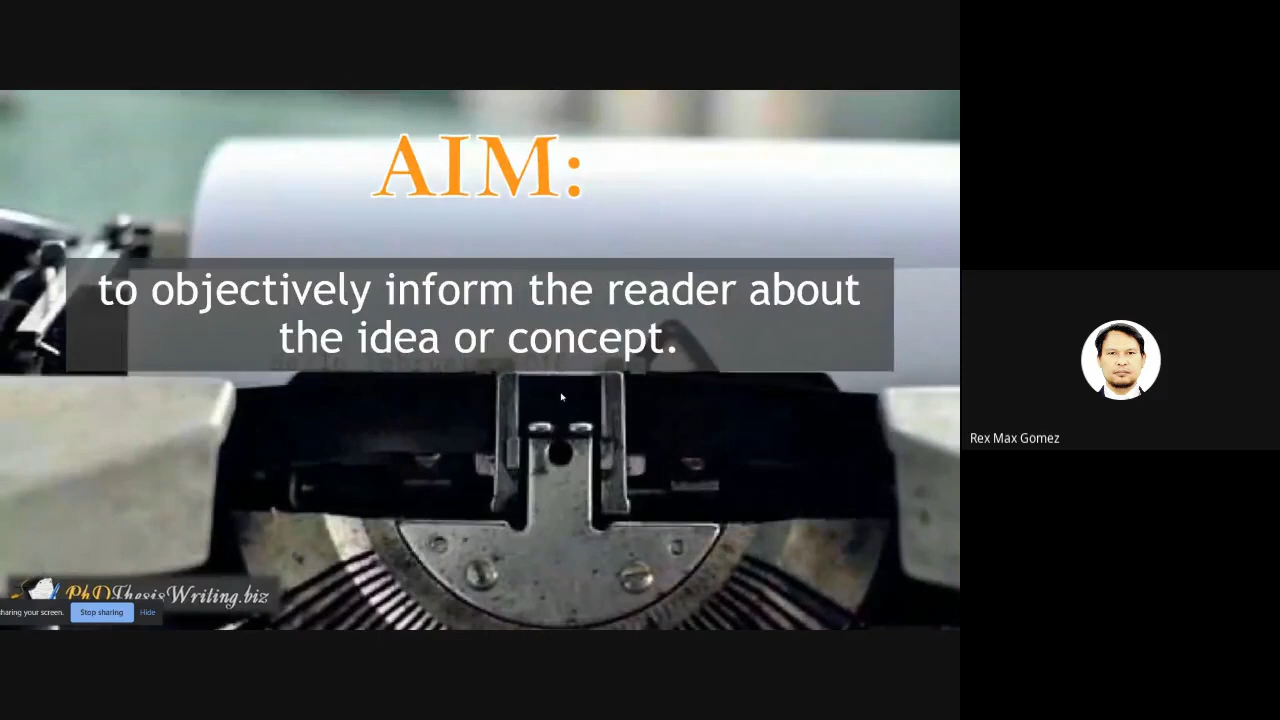 AIM:
to objectively inform the reader about
the idea or concept.
PhDThesisWriting.biz
sharing your screen.
Stop sharing
Hide
Rex Max Gomez